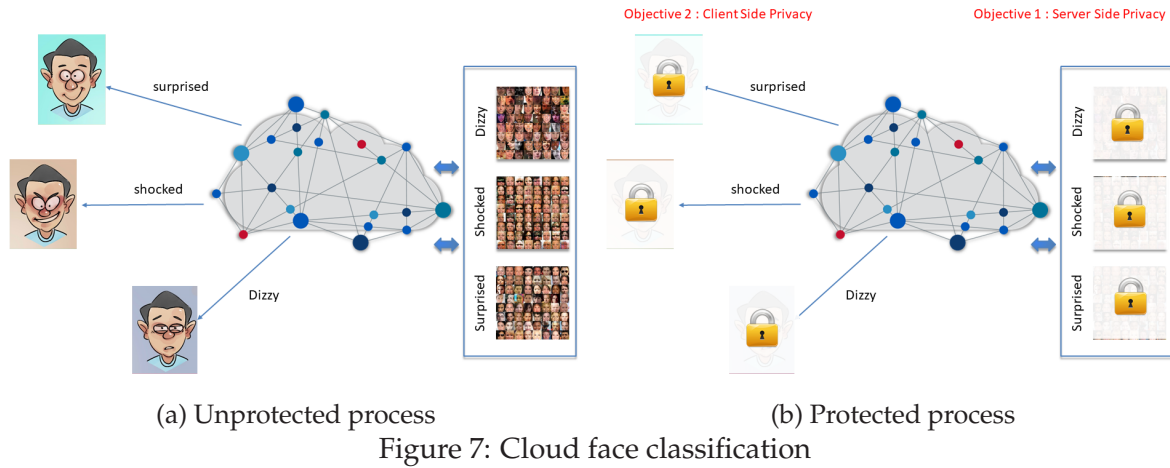 Objective 2 : Client Side Privacy
Objective 1 : Server Side Privacy
surprised
shocked
Dizzy
Dizzy
Shocked
Surprised
surprised
shocked
Dizzy
Dizzy
Shocked
Surprised
(a) Unprotected process
(b) Protected process
Figure 7: Cloud face classification